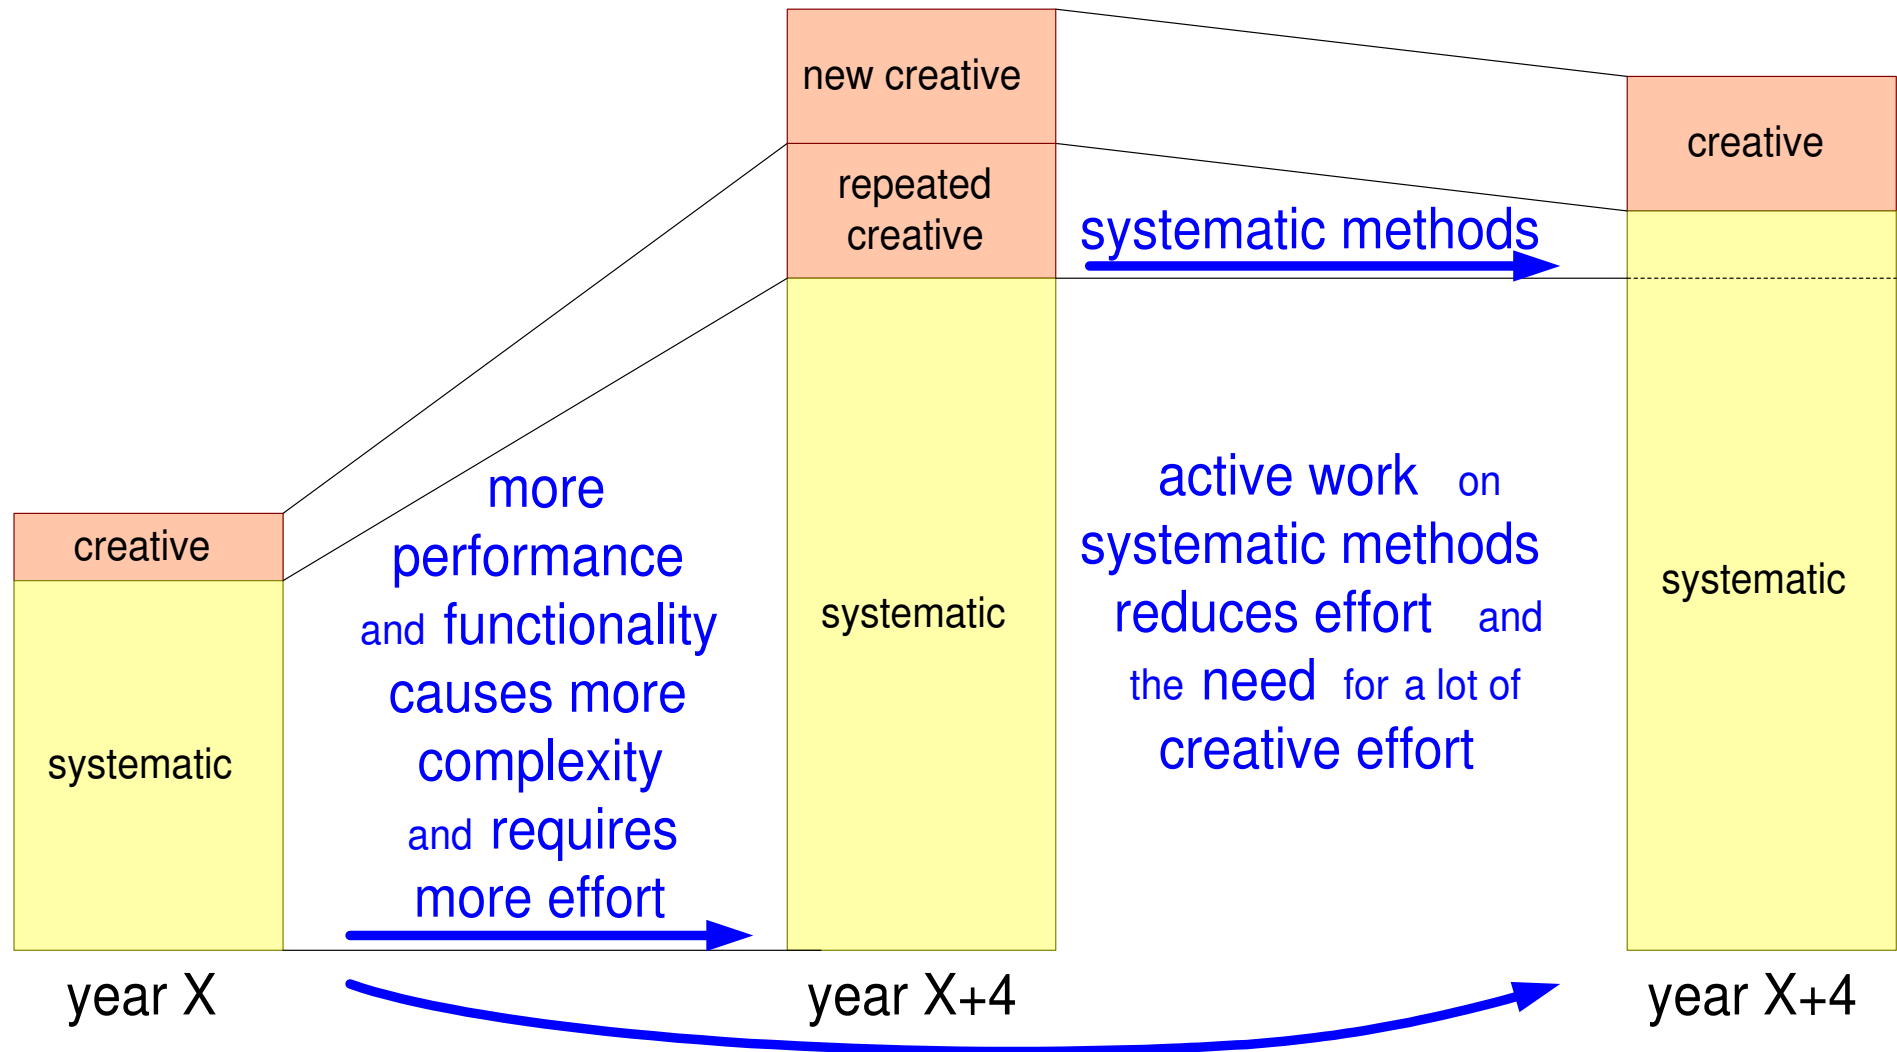 new creative
repeated
creative
systematic methods
creative
creative
systematic
more
performance
and functionality
causes more
complexity
and requires
more effort
systematic
active work on
systematic methods
reduces effort and
the need for a lot of
creative effort
systematic
year X
year X+4
year X+4